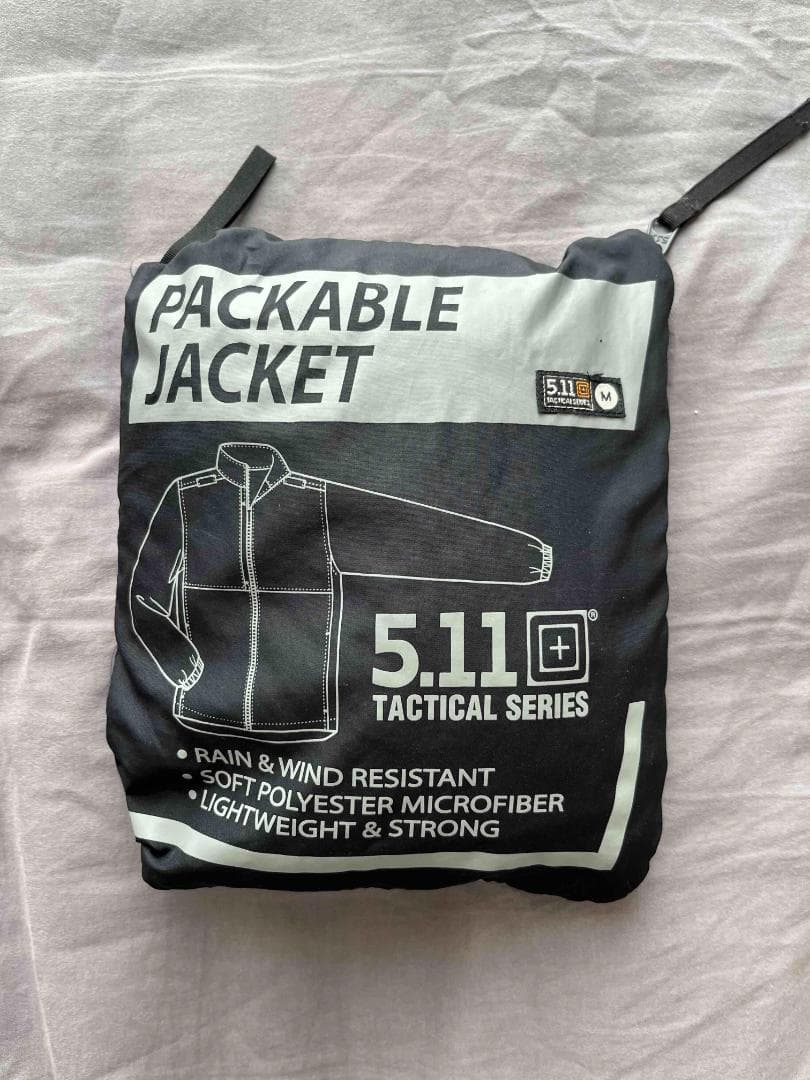 PACKABLE
JACKET
5.11
TACTICAL SERIES
M
5.11 ®
TACTICAL SERIES
• RAIN & WIND RESISTANT
• SOFT POLYESTER MICROFIBER
• LIGHTWEIGHT & STRONG